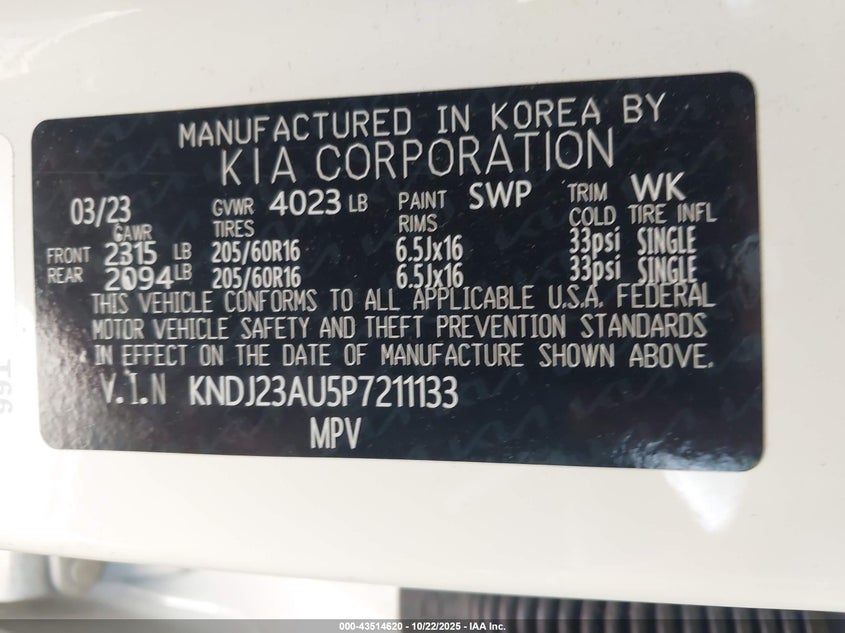 MANUFACTURED IN KOREA BY
KIA CORPORATION
03/23 GVWR 4023 LB PAINT SWP TRIM WK
GAWR TIRES RIMS COLD TIRE INFL
FRONT 2315 LB 205/60R16 6.5Jx16 33psi SINGLE
REAR 2094 LB 205/60R16 6.5Jx16 33psi SINGLE
THIS VEHICLE CONFORMS TO ALL APPLICABLE U.S.A. FEDERAL
MOTOR VEHICLE SAFETY AND THEFT PREVENTION STANDARDS
IN EFFECT ON THE DATE OF MANUFACTURE SHOWN ABOVE.
V.I.N KNDJ23AU5P7211133
MPV
991
000-43514620 - 10/22/2025 - IAA Inc.